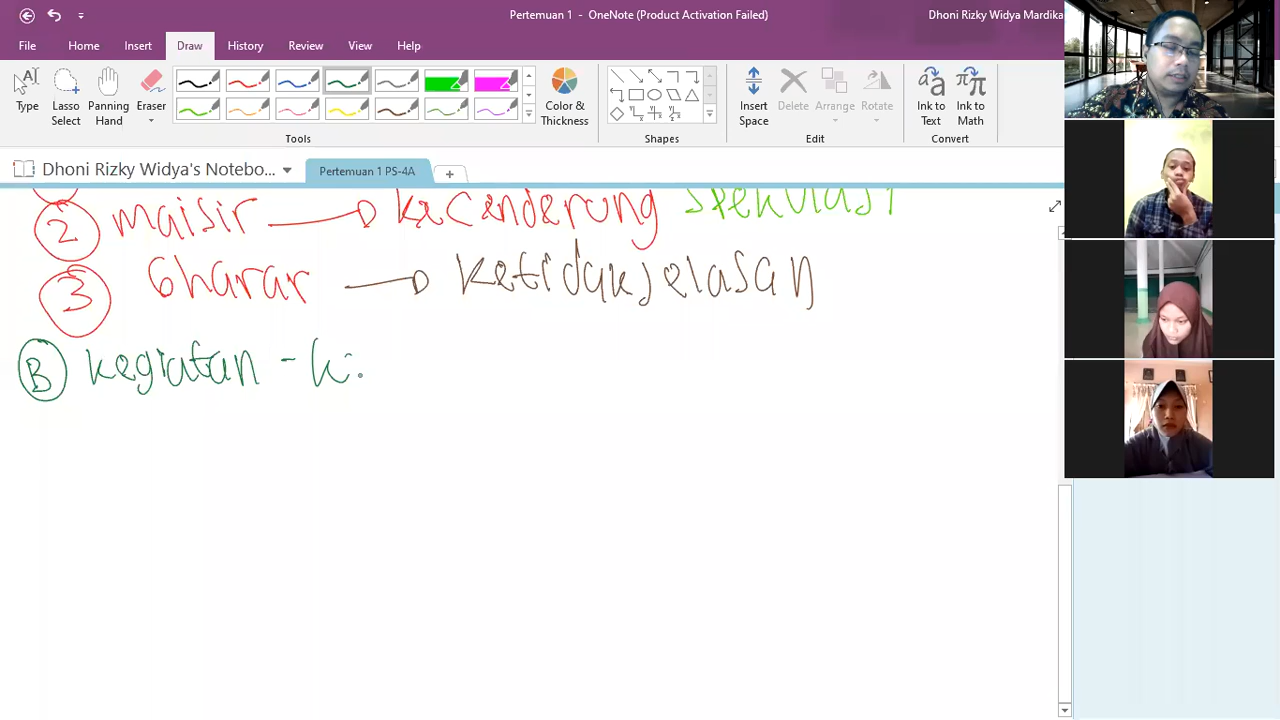 Pertemuan 1 - OneNote (Product Activation Failed)
Dhoni Rizky Widya Mardika
File Home Insert Draw History Review View Help
Type
Lasso Select
Panning Hand
Eraser
Color & Thickness
Insert Space
Delete
Arrange
Rotate
Ink to Text
Ink to Math
Tools
Shapes
Edit
Convert
Dhoni Rizky Widya's Notebo...
Pertemuan 1 PS-4A
2 maisir → kecenderung spekulasi
3 Gharar → ketidakjelasan
B kegiatan - k